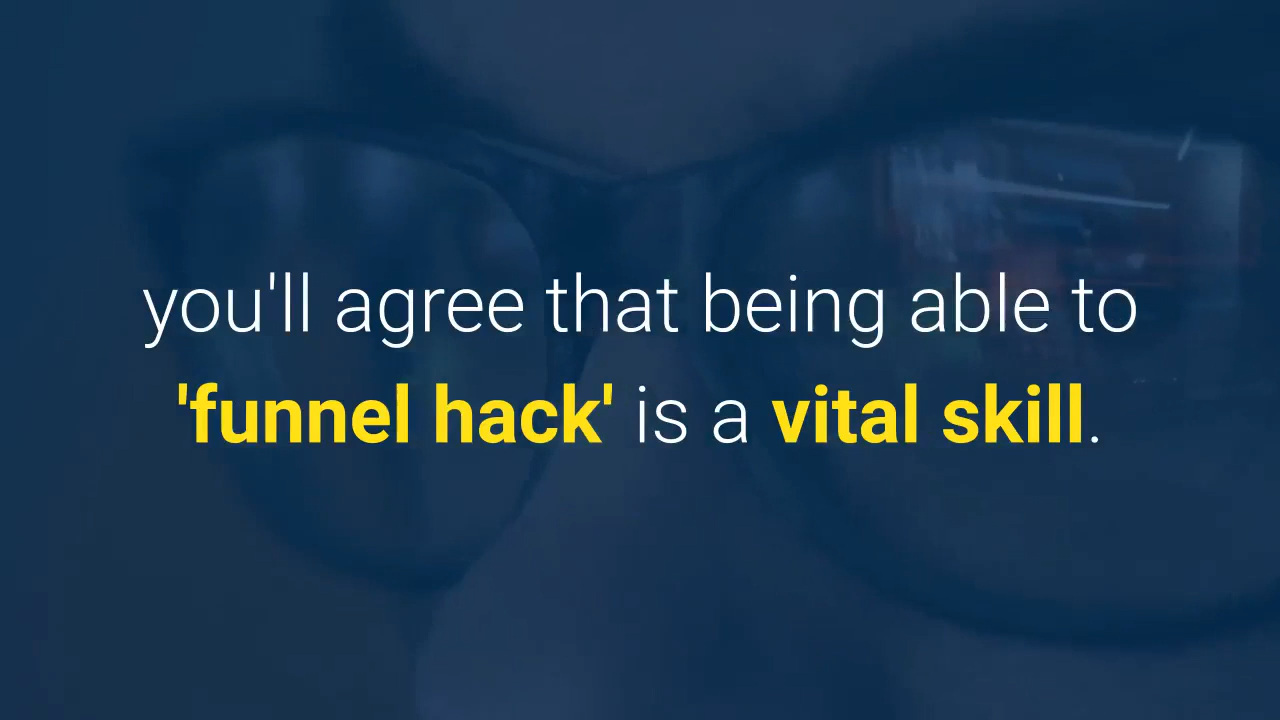 you'll agree that being able to
'funnel hack' is a vital skill.